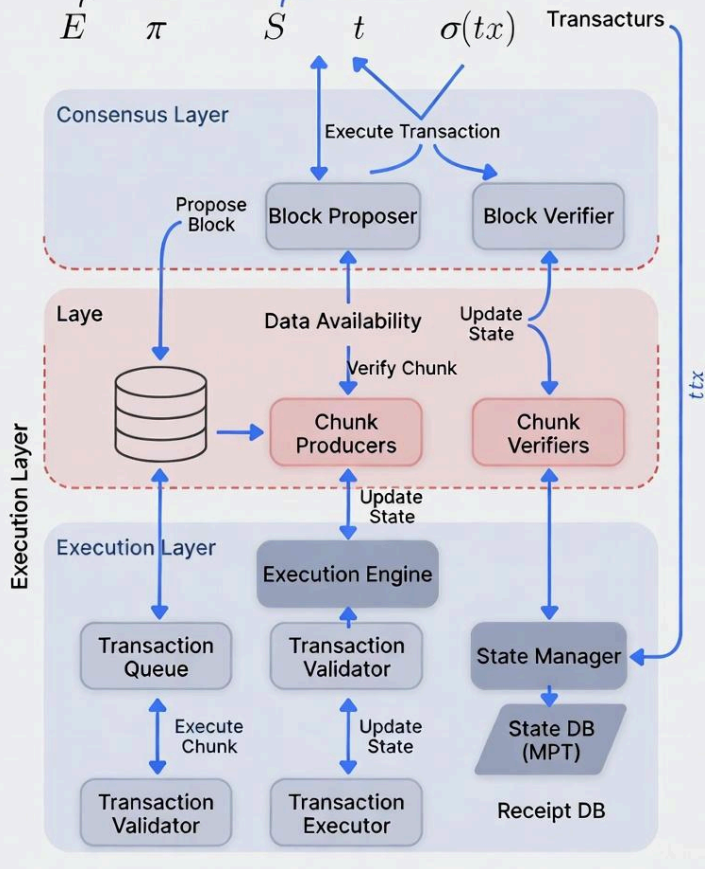 E π S t σ(tx) Transacturs
Consensus Layer
Execute Transaction
Propose
Block
Block Proposer
Block Verifier
Laye
Data Availability
Update
State
Verify Chunk
ttx
Chunk
Producers
Chunk
Verifiers
Execution Layer
Update
State
Execution Layer
Execution Engine
Transaction
Queue
Transaction
Validator
State Manager
Execute
Chunk
Update
State
State DB
(MPT)
Transaction
Validator
Transaction
Executor
Receipt DB